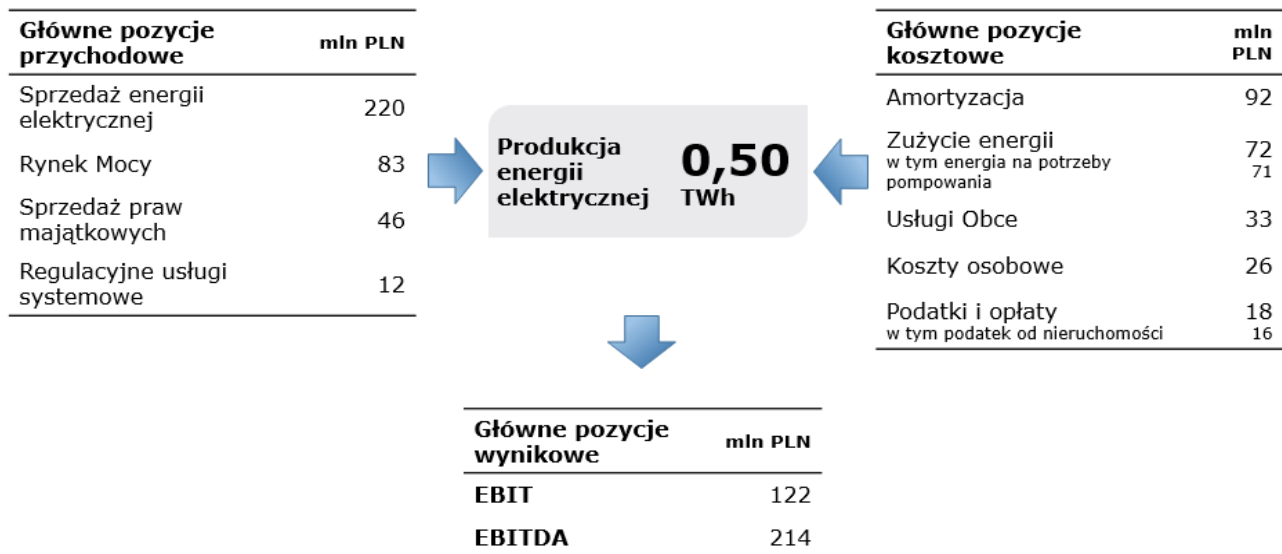 Główne pozycje
przychodowe
mln PLN
Sprzedaż energii
elektrycznej
220
Rynek Mocy
83
Sprzedaż praw
majątkowych
46
Regulacyjne usługi
systemowe
12
Produkcja
energii
elektrycznej
0,50
TWh
Główne pozycje
kosztowe
mln
PLN
Amortyzacja
92
Zużycie energii
72
w tym energia na potrzeby
pompowania
71
Usługi Obce
33
Koszty osobowe
26
Podatki i opłaty
18
w tym podatek od nieruchomości
16
Główne pozycje
wynikowe
mln PLN
EBIT
122
EBITDA
214